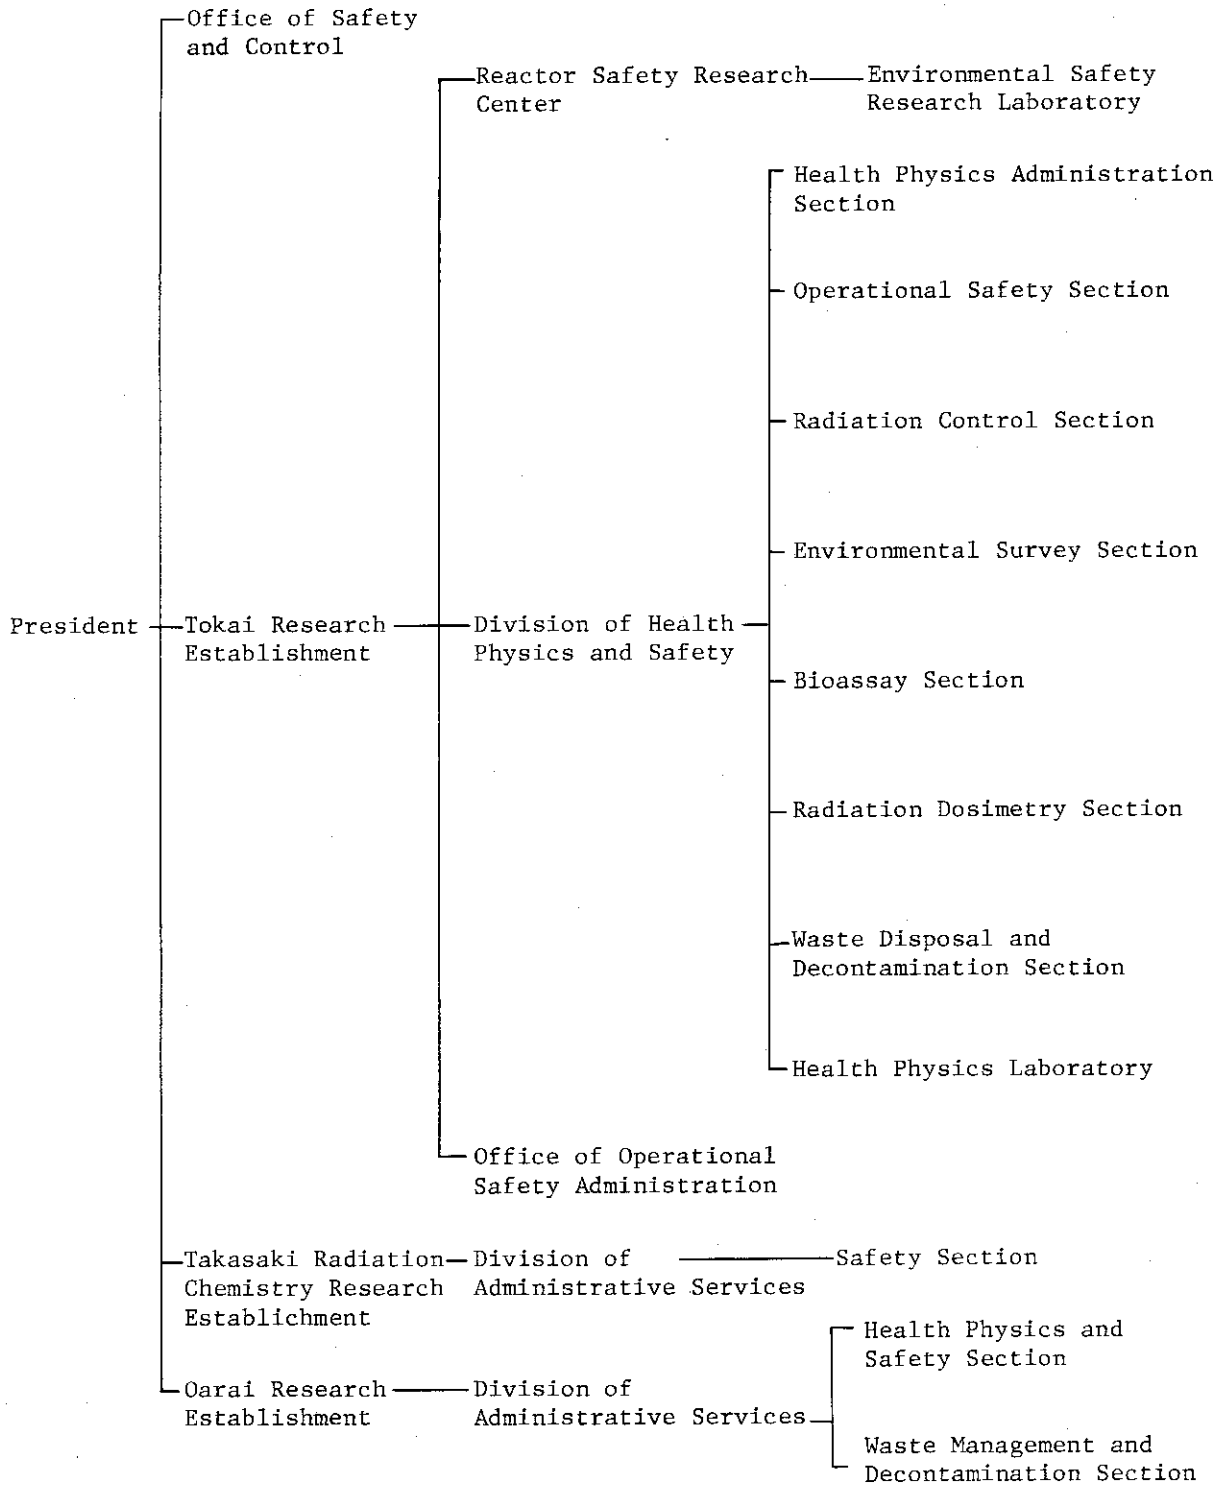 Office of Safety
and Control
Reactor Safety Research
Center
Environmental Safety
Research Laboratory
Health Physics Administration
Section
Operational Safety Section
Radiation Control Section
Environmental Survey Section
President
Tokai Research
Establishment
Division of Health
Physics and Safety
Bioassay Section
Radiation Dosimetry Section
Waste Disposal and
Decontamination Section
Health Physics Laboratory
Office of Operational
Safety Administration
Takasaki Radiation
Chemistry Research
Establichment
Division of
Administrative Services
Safety Section
Oarai Research
Establishment
Division of
Administrative Services
Health Physics and
Safety Section
Waste Management and
Decontamination Section